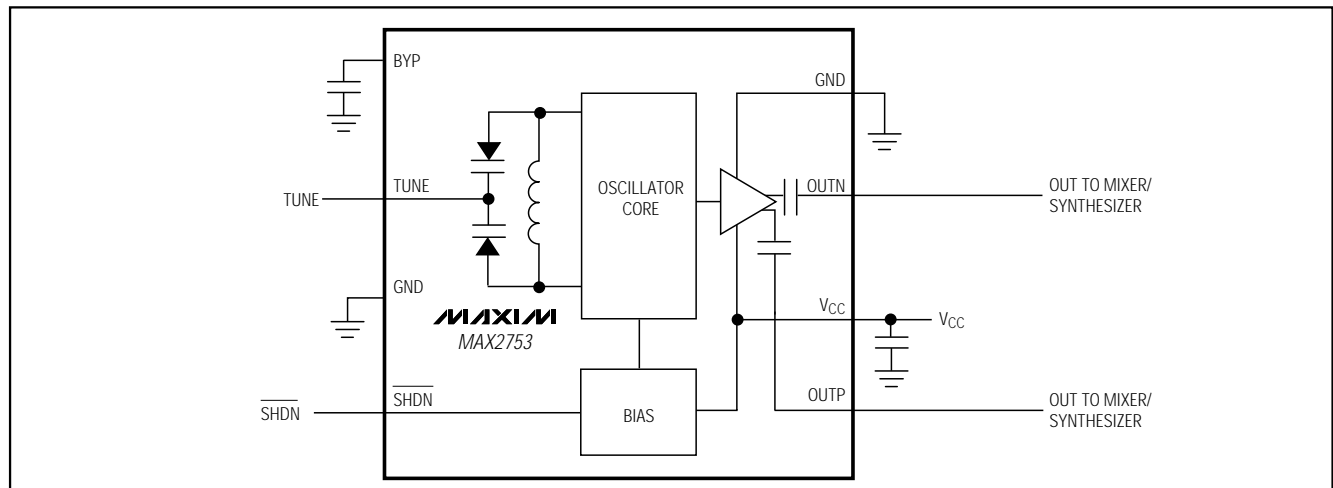 BYP
GND
TUNE
TUNE
OSCILLATOR
CORE
OUTN
OUT TO MIXER/
SYNTHESIZER
GND
MAXIM
MAX2753
VCC
VCC
SHDN
SHDN
BIAS
OUTP
OUT TO MIXER/
SYNTHESIZER